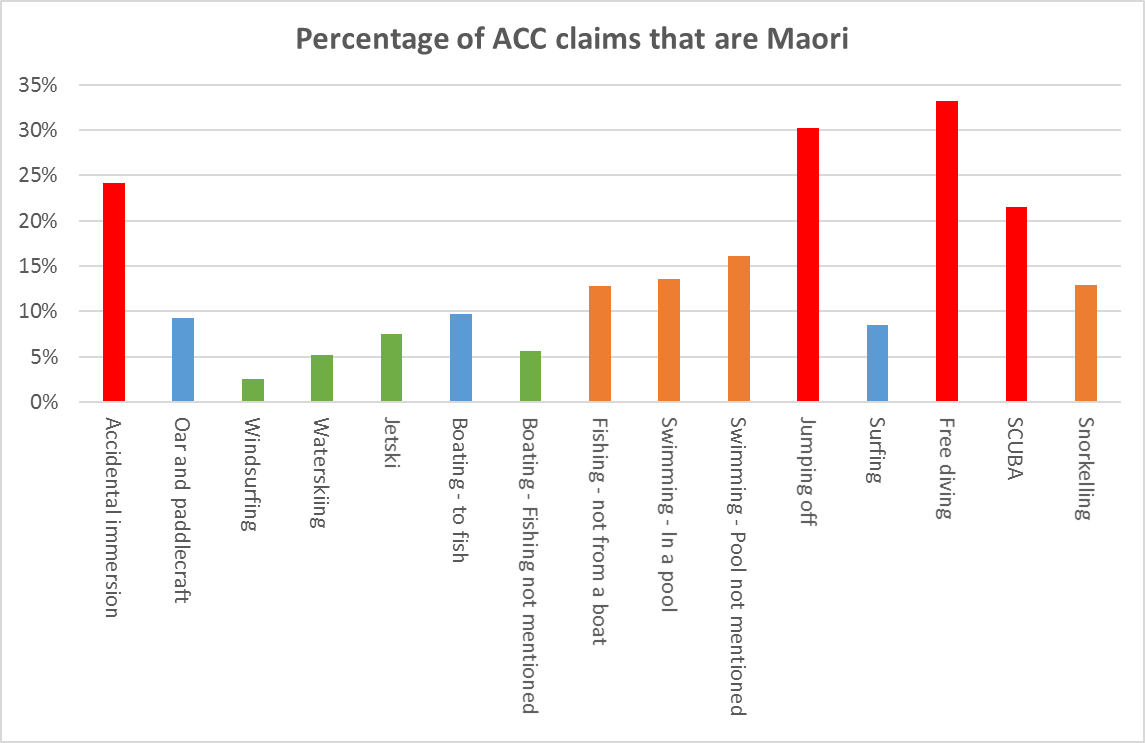 Percentage of ACC claims that are Maori
35%
30%
25%
20%
15%
10%
5%
0%
Accidental immersion
Oar and paddlecraft
Windsurfing
Waterskiing
Jetski
Boating - to fish
Boating - Fishing not mentioned
Fishing - not from a boat
Swimming - In a pool
Swimming - Pool not mentioned
Jumping off
Surfing
Free diving
SCUBA
Snorkelling